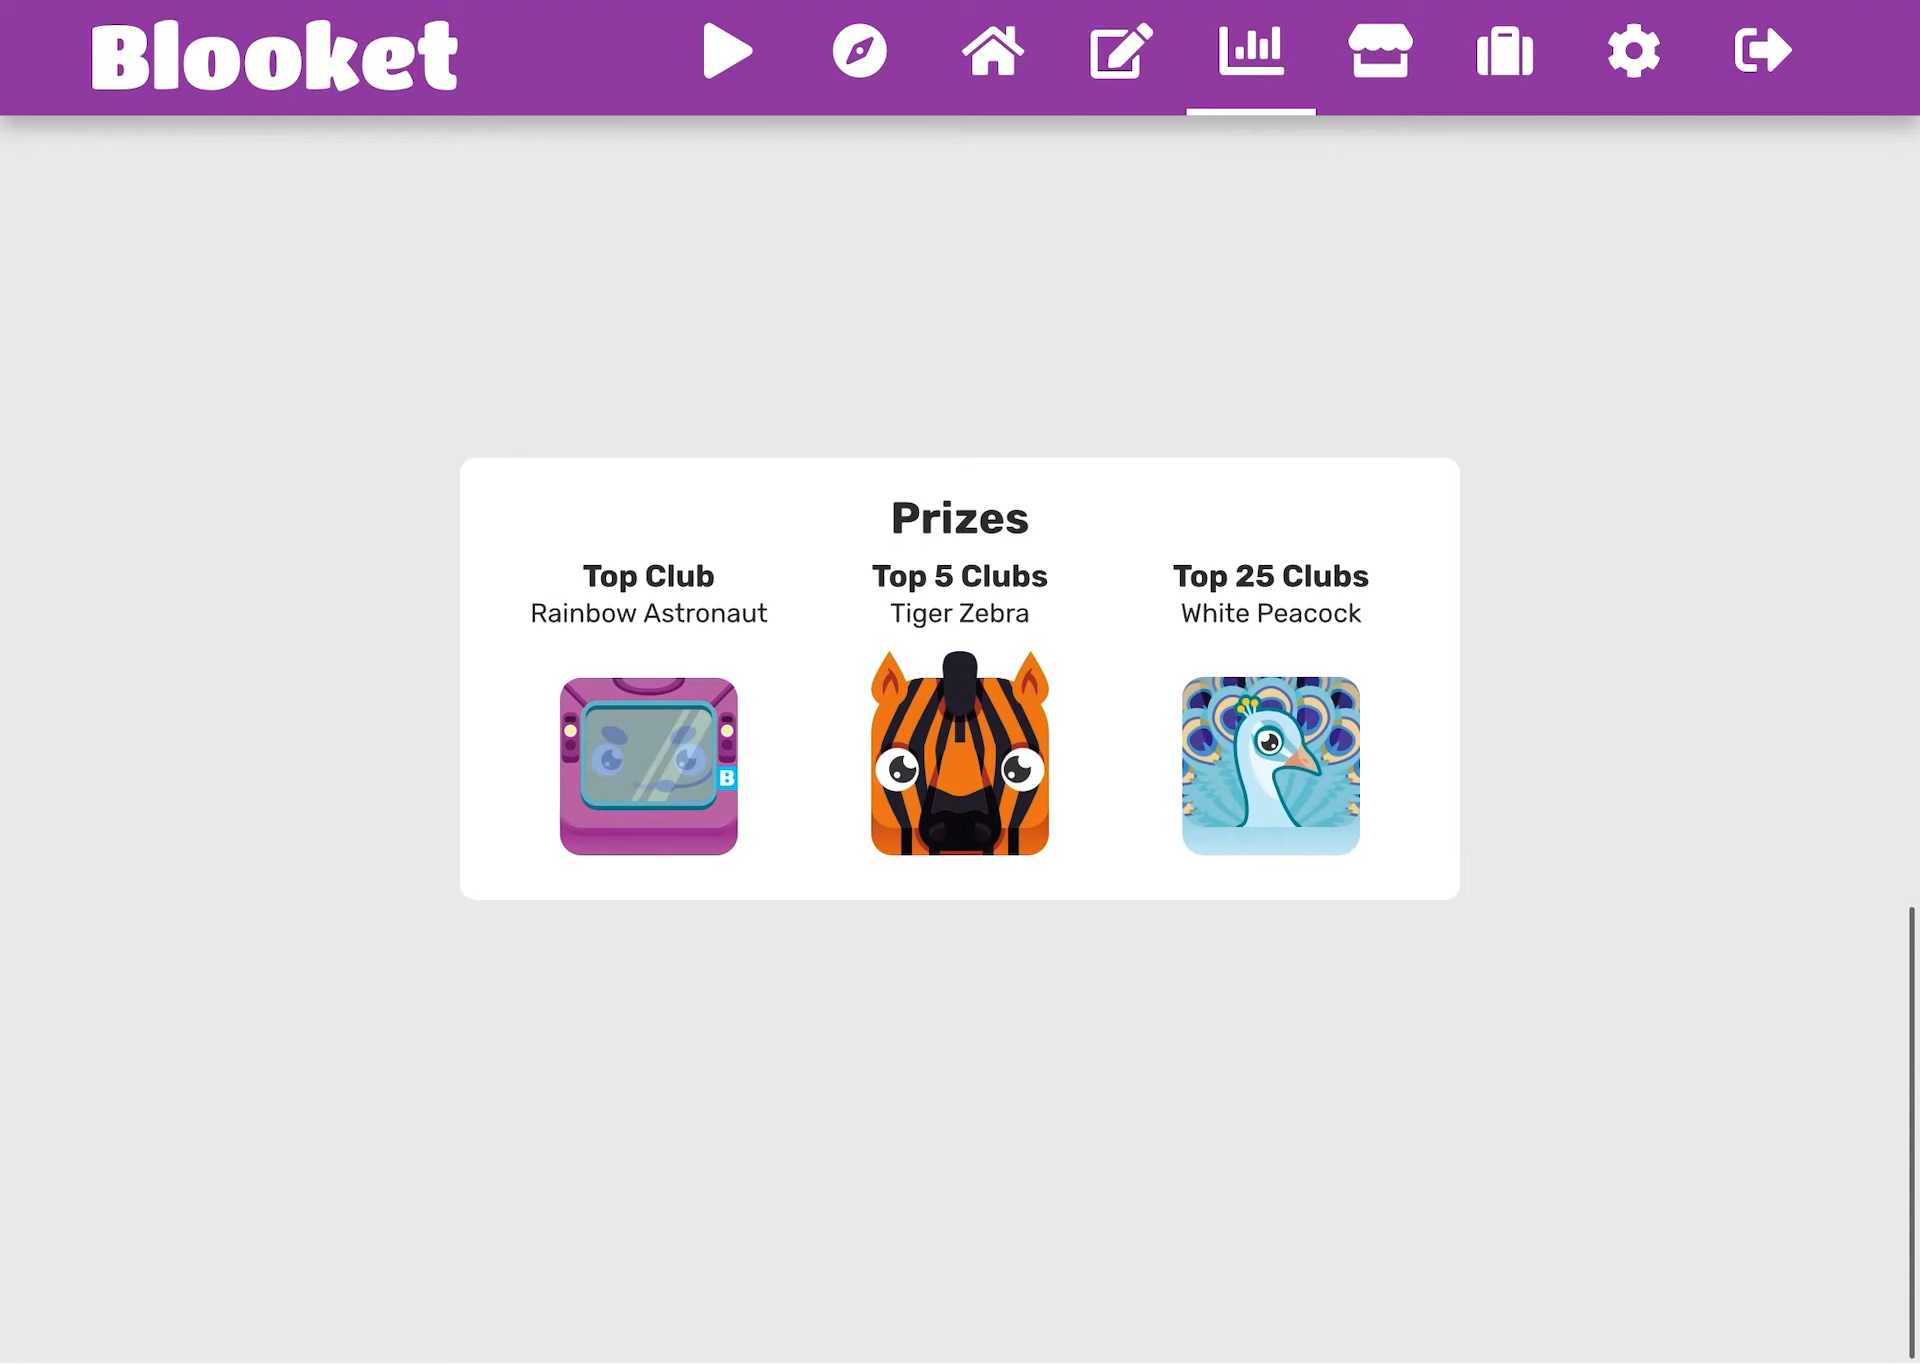 Blooket
Prizes
Top Club
Rainbow Astronaut
Top 5 Clubs
Tiger Zebra
Top 25 Clubs
White Peacock
B